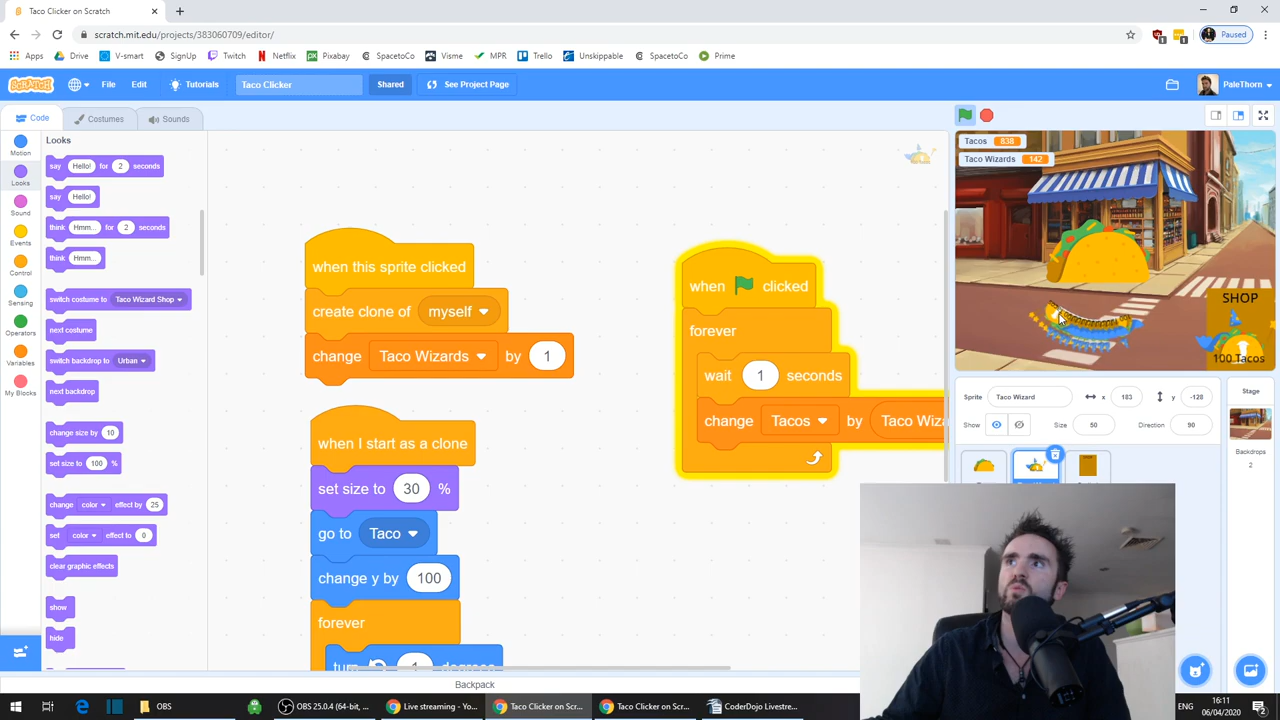 Taco Clicker on Scratch
scratch.mit.edu/projects/383060709/editor/
Paused
Apps Drive V-smart SignUp Twitch Netflix Pixabay SpacetoCo Visme MPR Trello Unskippable SpacetoCo Prime
SCRATCH File Edit Tutorials Taco Clicker Shared See Project Page PaleThorn
Code Costumes Sounds
Motion
Looks
Sound
Events
Control
Sensing
Operators
Variables
My Blocks
Looks
say Hello! for 2 seconds
say Hello!
think Hmm... for 2 seconds
think Hmm...
switch costume to Taco Wizard Shop
next costume
switch backdrop to Urban
next backdrop
change size by 10
set size to 100 %
change color effect by 25
set color effect to 0
clear graphic effects
show
hide
when this sprite clicked
create clone of myself
change Taco Wizards by 1
when I start as a clone
set size to 30 %
go to Taco
change y by 100
forever
turn 1 degrees
when clicked
forever
wait 1 seconds
change Tacos by Taco Wiza
Tacos 838
Taco Wizards 142
SHOP
100 Tacos
Sprite Taco Wizard x 183 y -128
Show Size 50 Direction 90
Stage
Backdrops
2
Backpack
OBS
OBS 25.0.4 (64-bit, ...
Live streaming - Yo...
Taco Clicker on Scr...
Taco Clicker on Scr...
CoderDojo Livestre...
ENG
16:11
06/04/2020
2